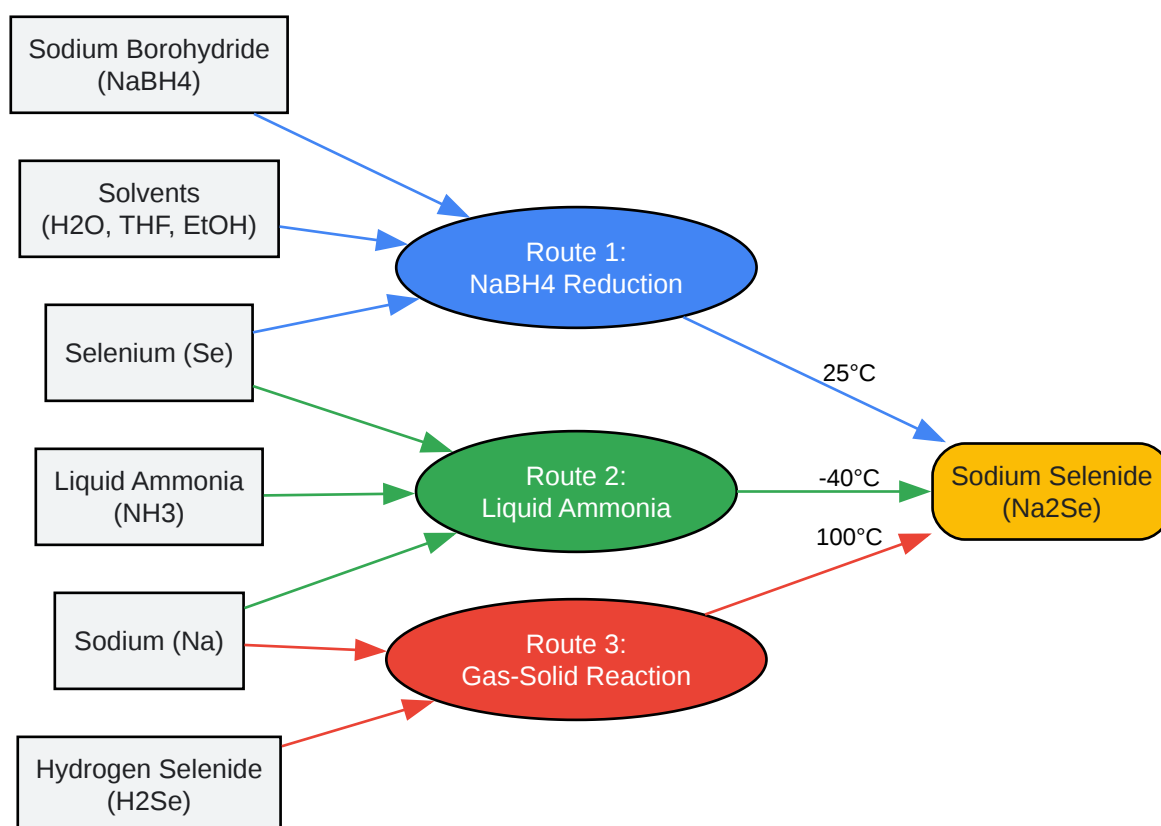 Sodium Borohydride
(NaBH4)
Solvents
(H2O, THF, EtOH)
Selenium (Se)
Liquid Ammonia
(NH3)
Sodium (Na)
Hydrogen Selenide
(H2Se)
Route 1:
NaBH4 Reduction
Route 2:
Liquid Ammonia
Route 3:
Gas-Solid Reaction
25°C
-40°C
100°C
Sodium Selenide
(Na2Se)